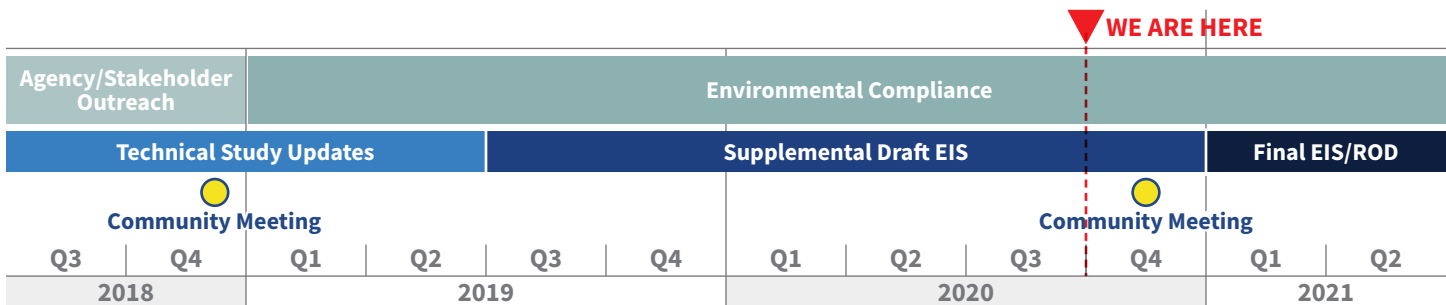 WE ARE HERE
Agency/Stakeholder
Outreach
Environmental Compliance
Technical Study Updates
Supplemental Draft EIS
Final EIS/ROD
Community Meeting
Community Meeting
Q3 Q4 Q1 Q2 Q3 Q4 Q1 Q2 Q3 Q4 Q1 Q2
2018 2019 2020 2021